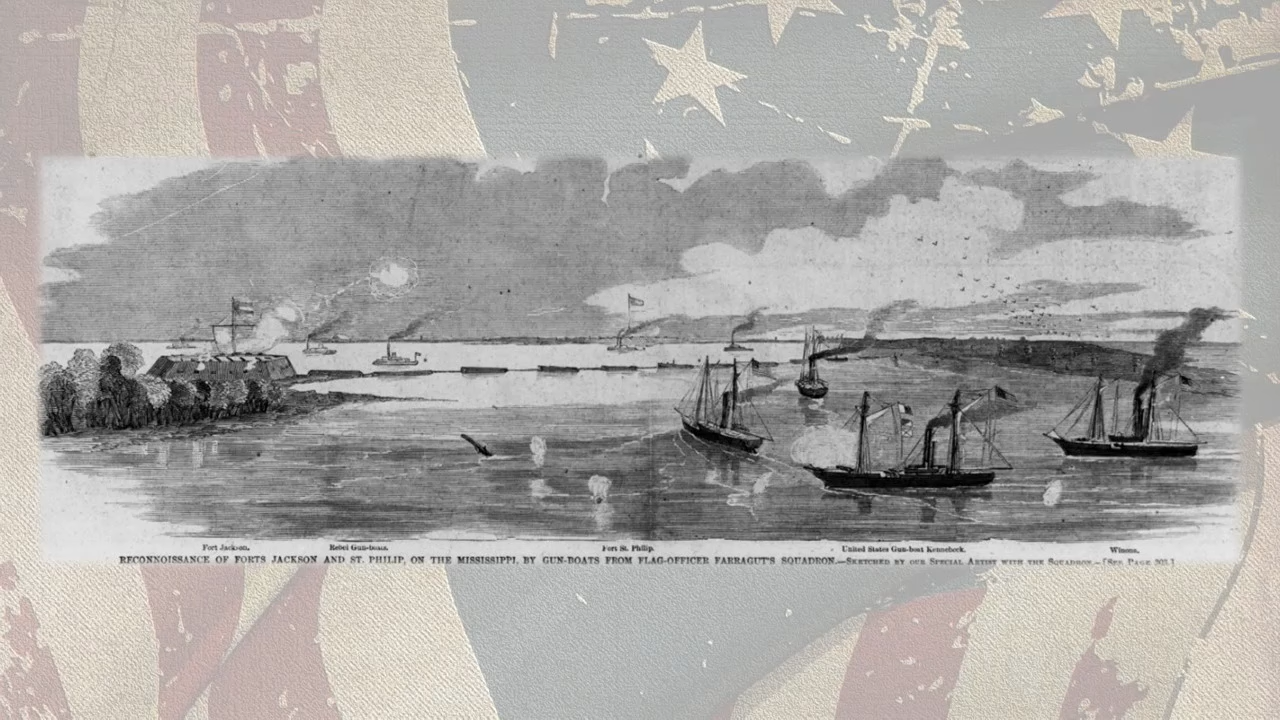 Fort Jackson. Rebel Gun-boats. Fort St. Philip. United States Gun-boat Kennebeck. Winona.
RECONNOISSANCE OF FORTS JACKSON AND ST. PHILIP, ON THE MISSISSIPPI, BY GUN-BOATS FROM FLAG-OFFICER FARRAGUT'S SQUADRON.—SKETCHED BY OUR SPECIAL ARTIST WITH THE SQUADRON.—[SEE PAGE